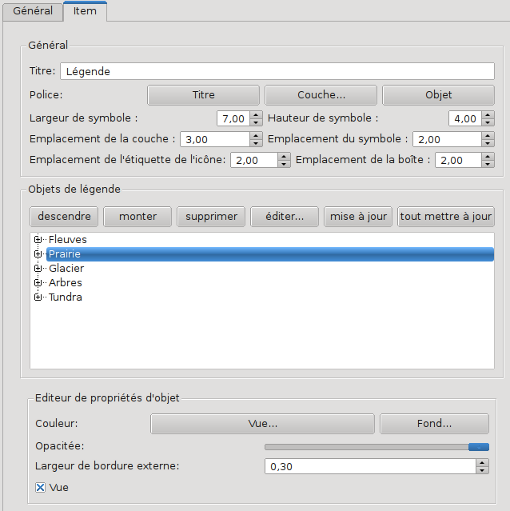 Général Item
Général
Titre: Légende
Police: Titre Couche... Objet
Largeur de symbole : 7,00 Hauteur de symbole : 4,00
Emplacement de la couche : 3,00 Emplacement du symbole : 2,00
Emplacement de l'étiquette de l'icône: 2,00 Emplacement de la boîte : 2,00
Objets de légende
descendre monter supprimer éditer... mise à jour tout mettre à jour
Fleuves
Prairie
Glacier
Arbres
Tundra
Editeur de propriétés d'objet
Couleur: Vue... Fond...
Opacitée:
Largeur de bordure externe: 0,30
Vue